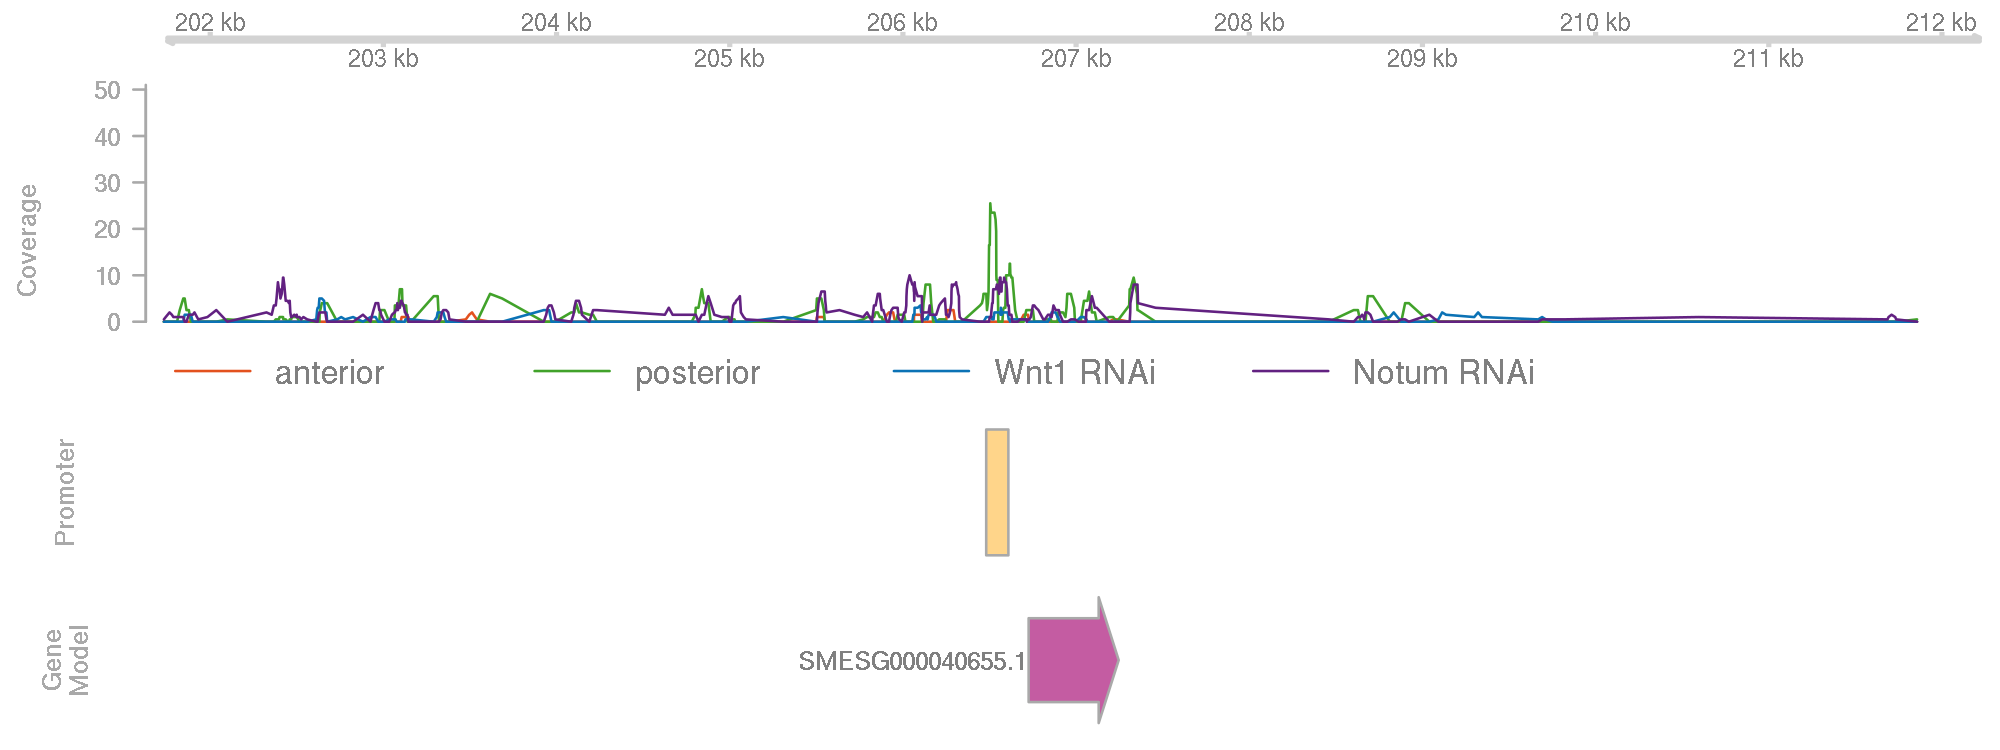 202 kb 204 kb 206 kb 208 kb 210 kb 212 kb
203 kb 205 kb 207 kb 209 kb 211 kb
50
40
30
20
10
0
Coverage
anterior posterior Wnt1 RNAi Notum RNAi
Promoter
Gene
Model
SMESG000040655.1